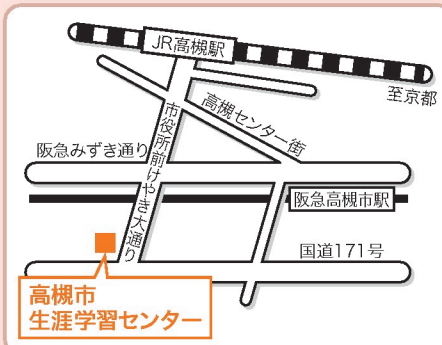 JR高槻駅
至京都
高槻センター街
市役所前けやき大通り
阪急みずき通り
阪急高槻市駅
国道171号
高槻市
生涯学習センター